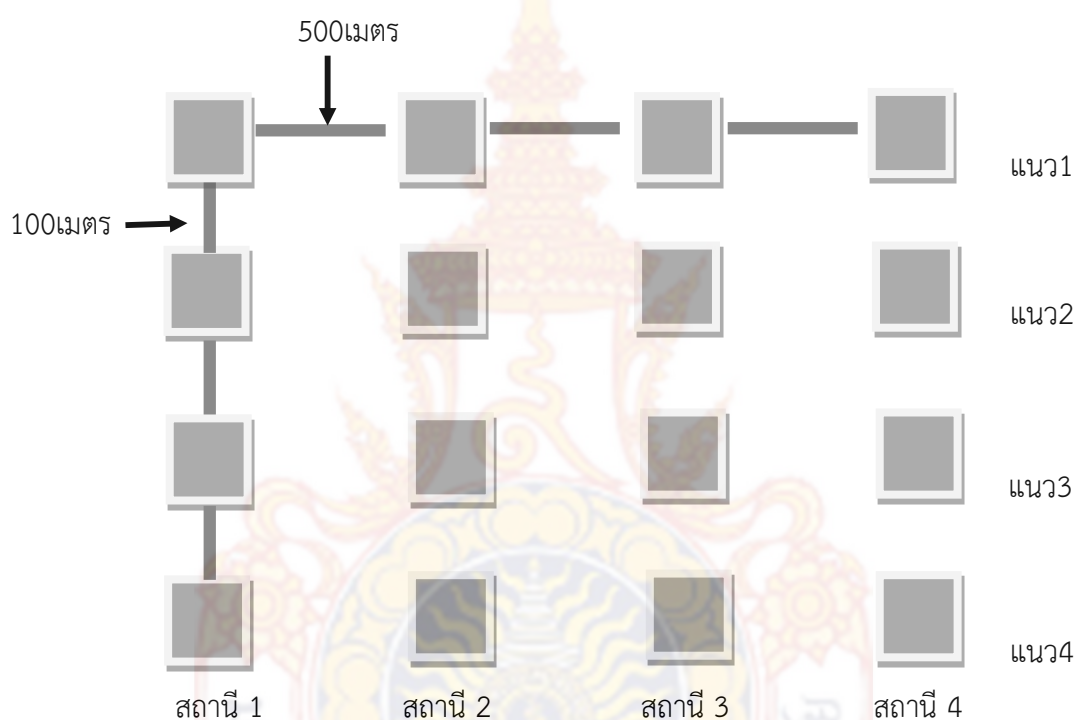 500เมตร
แนว1
100เมตร
แนว2
แนว3
แนว4
สถานี 1 สถานี 2 สถานี 3 สถานี 4